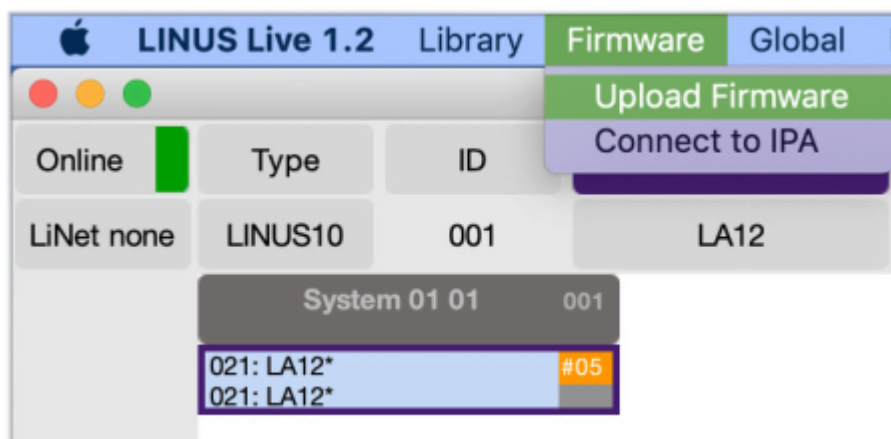 LINUS Live 1.2 Library Firmware Global
Upload Firmware
Connect to IPA
Online Type ID
LiNet none LINUS10 001 LA12
System 01 01 001
021: LA12* #05
021: LA12*